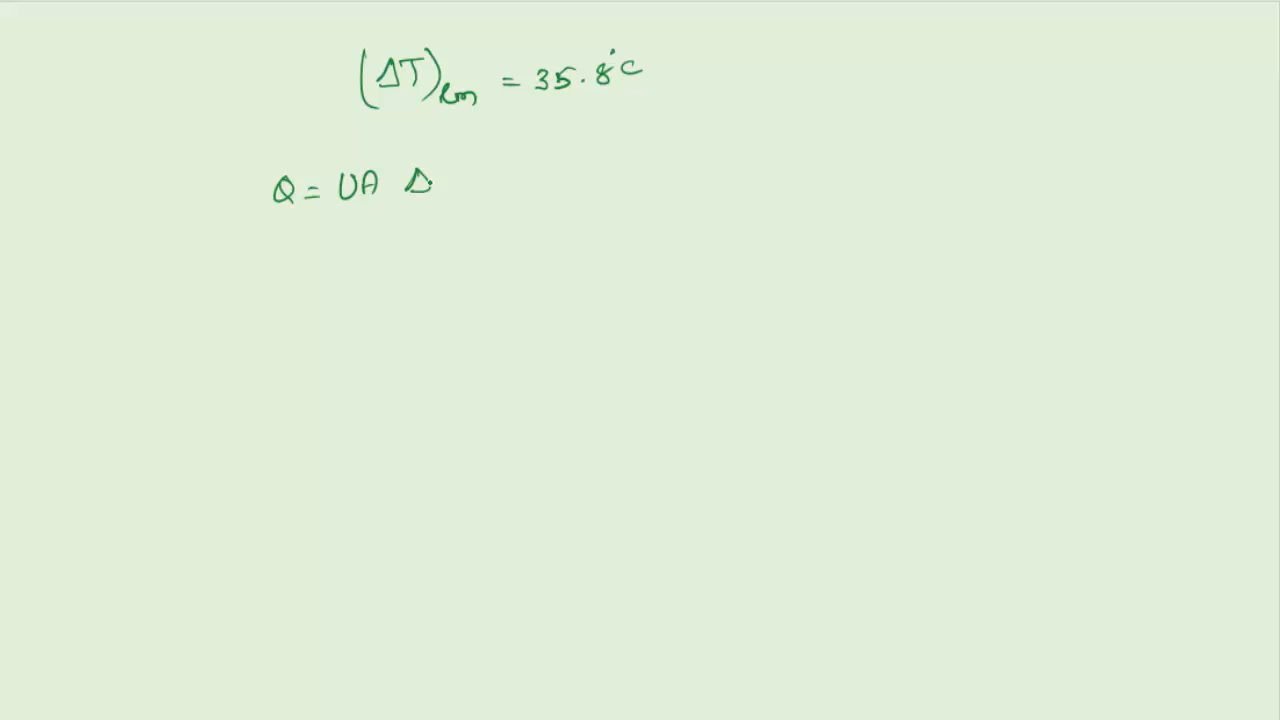 (ΔT)lm = 35.8°C
Q = UA Δ